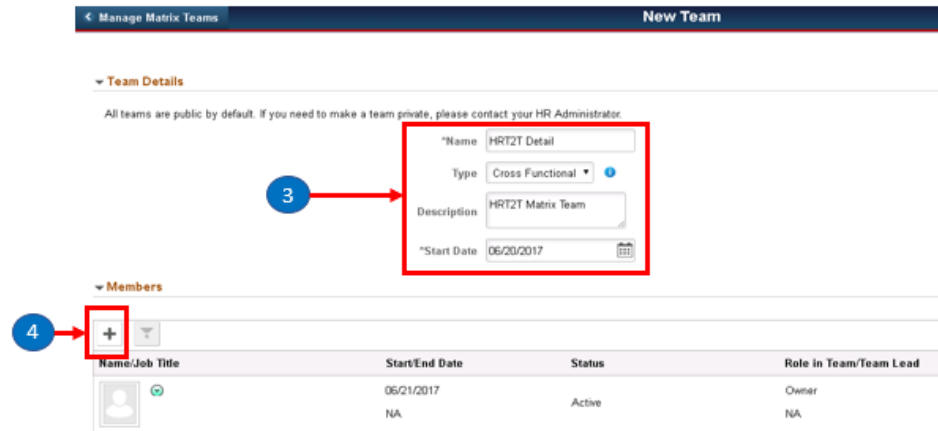 < Manage Matrix Teams New Team
Team Details
All teams are public by default. If you need to make a team private, please contact your HR Administrator.
*Name HRT2T Detail
Type Cross Functional
3
Description HRT2T Matrix Team
*Start Date 06/20/2017
Members
4
+
Name/Job Title Start/End Date Status Role in Team/Team Lead
06/21/2017 Active Owner
NA NA